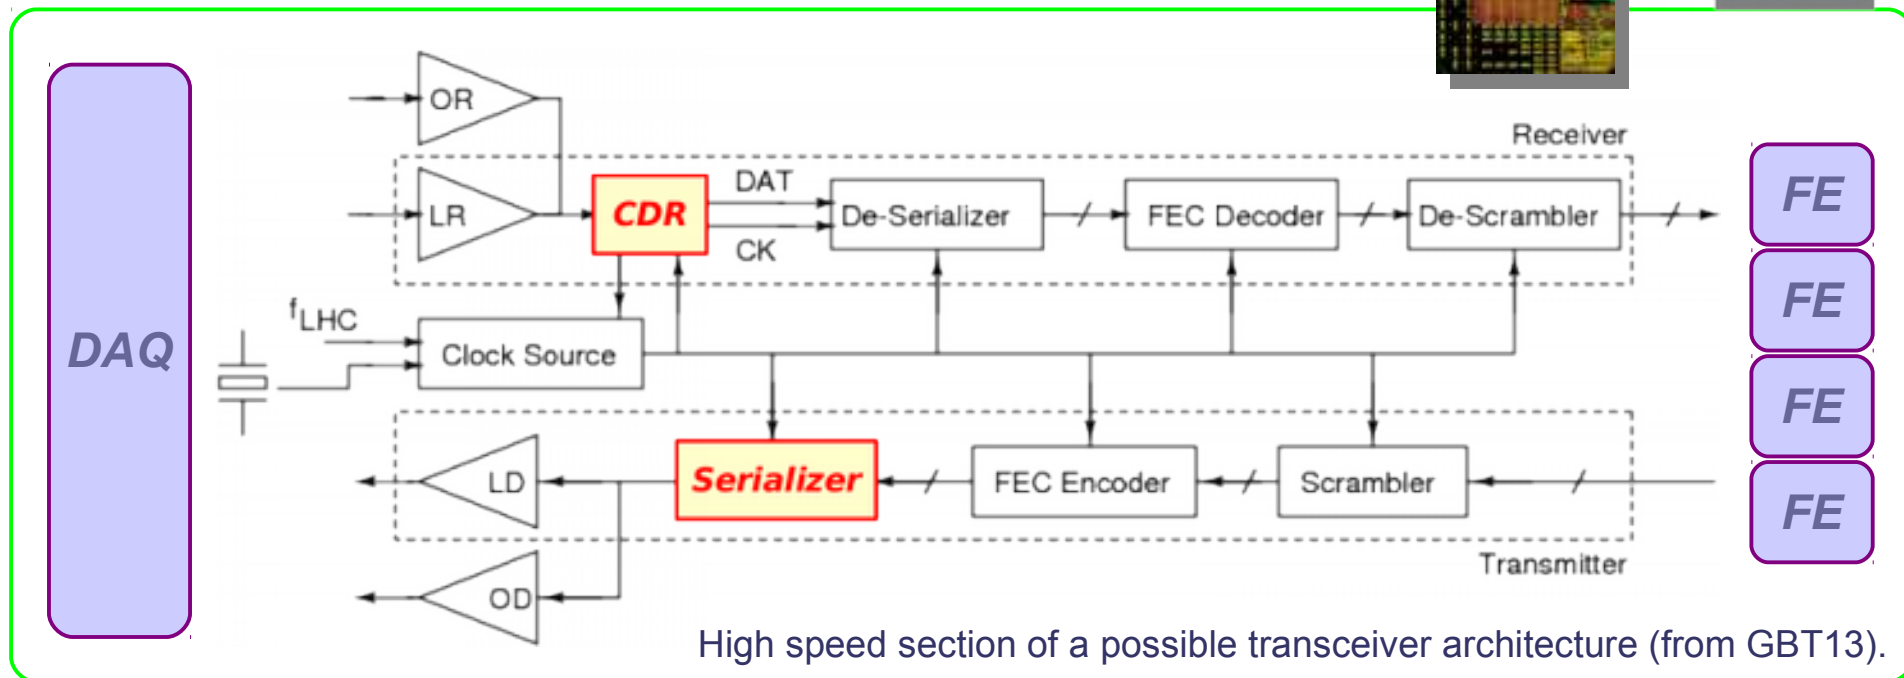 OR
Receiver
LR
CDR
DAT
CK
De-Serializer
FEC Decoder
De-Scrambler
fLHC
Clock Source
DAQ
FE
FE
FE
FE
LD
Serializer
FEC Encoder
Scrambler
Transmitter
OD
High speed section of a possible transceiver architecture (from GBT13).